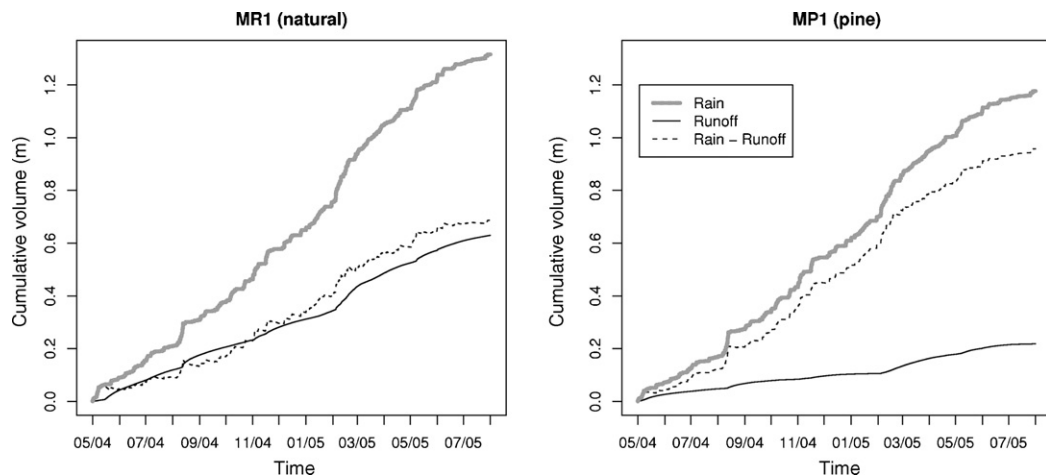 MR1 (natural)
Cumulative volume (m)
1.2
1.0
0.8
0.6
0.4
0.2
0.0
05/04 07/04 09/04 11/04 01/05 03/05 05/05 07/05
Time
MP1 (pine)
Rain
Runoff
Rain − Runoff
Cumulative volume (m)
1.2
1.0
0.8
0.6
0.4
0.2
0.0
05/04 07/04 09/04 11/04 01/05 03/05 05/05 07/05
Time